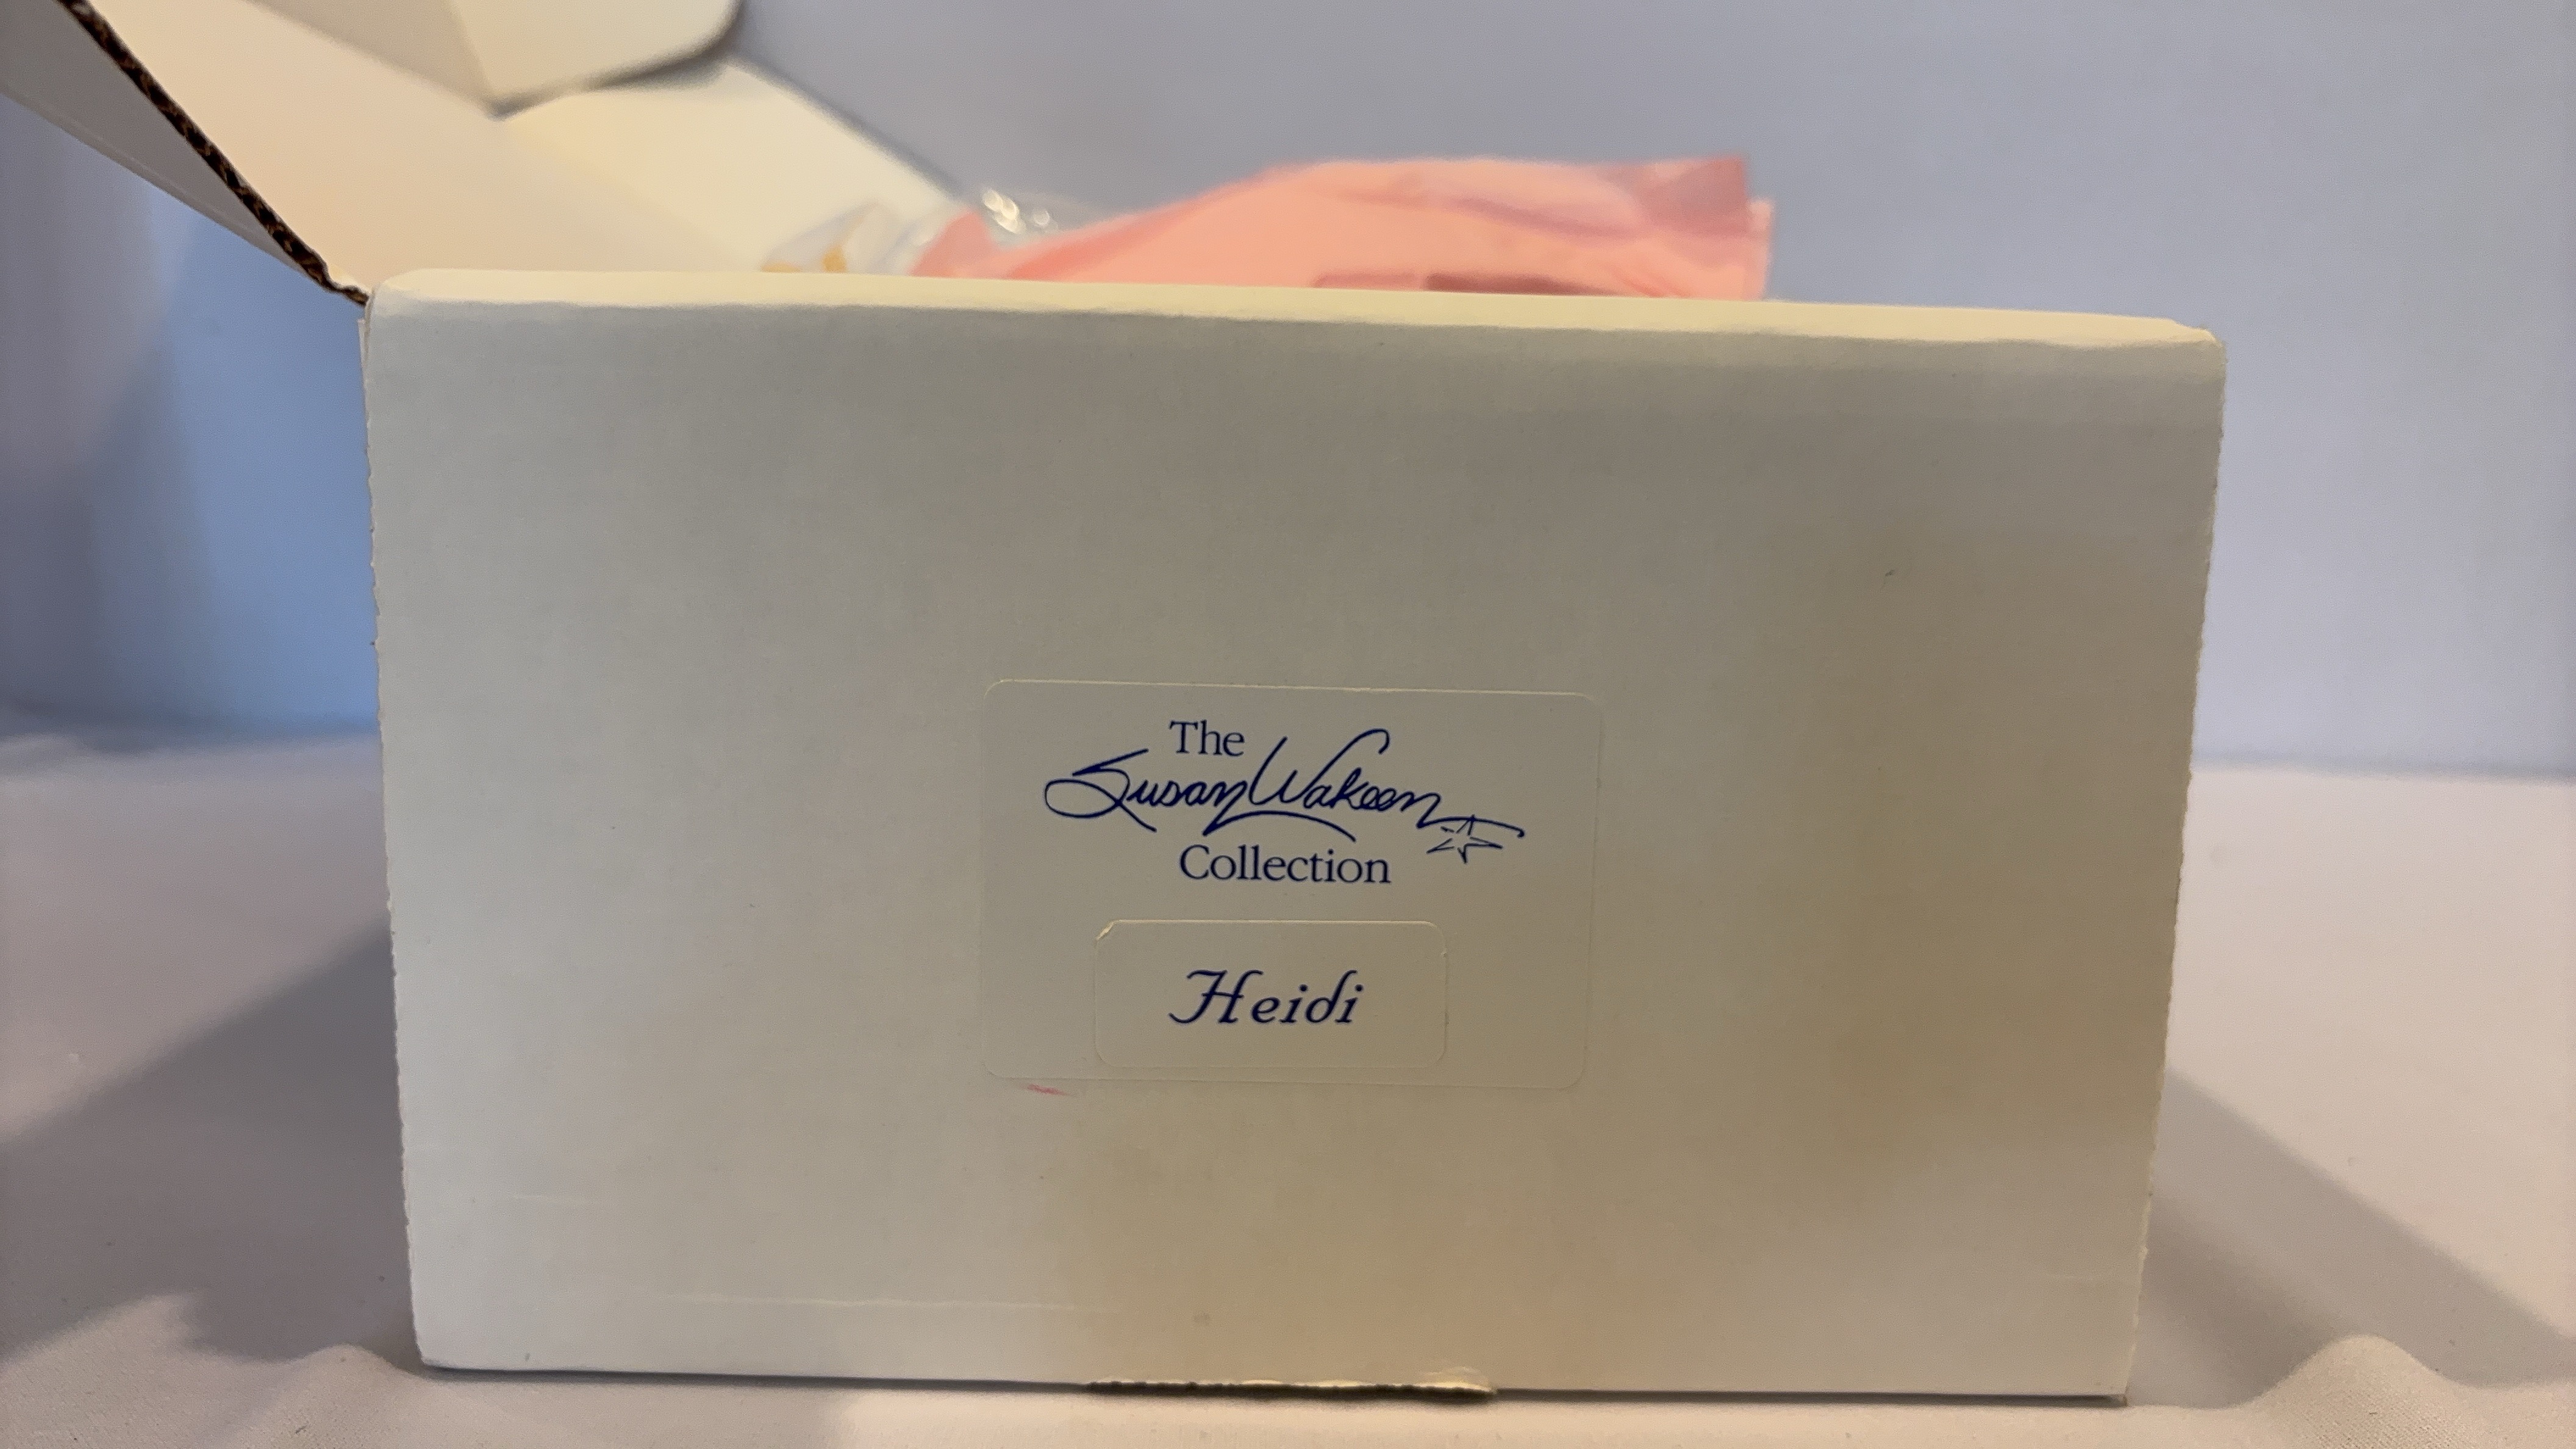 The
Susan Wakeen
Collection
Heidi